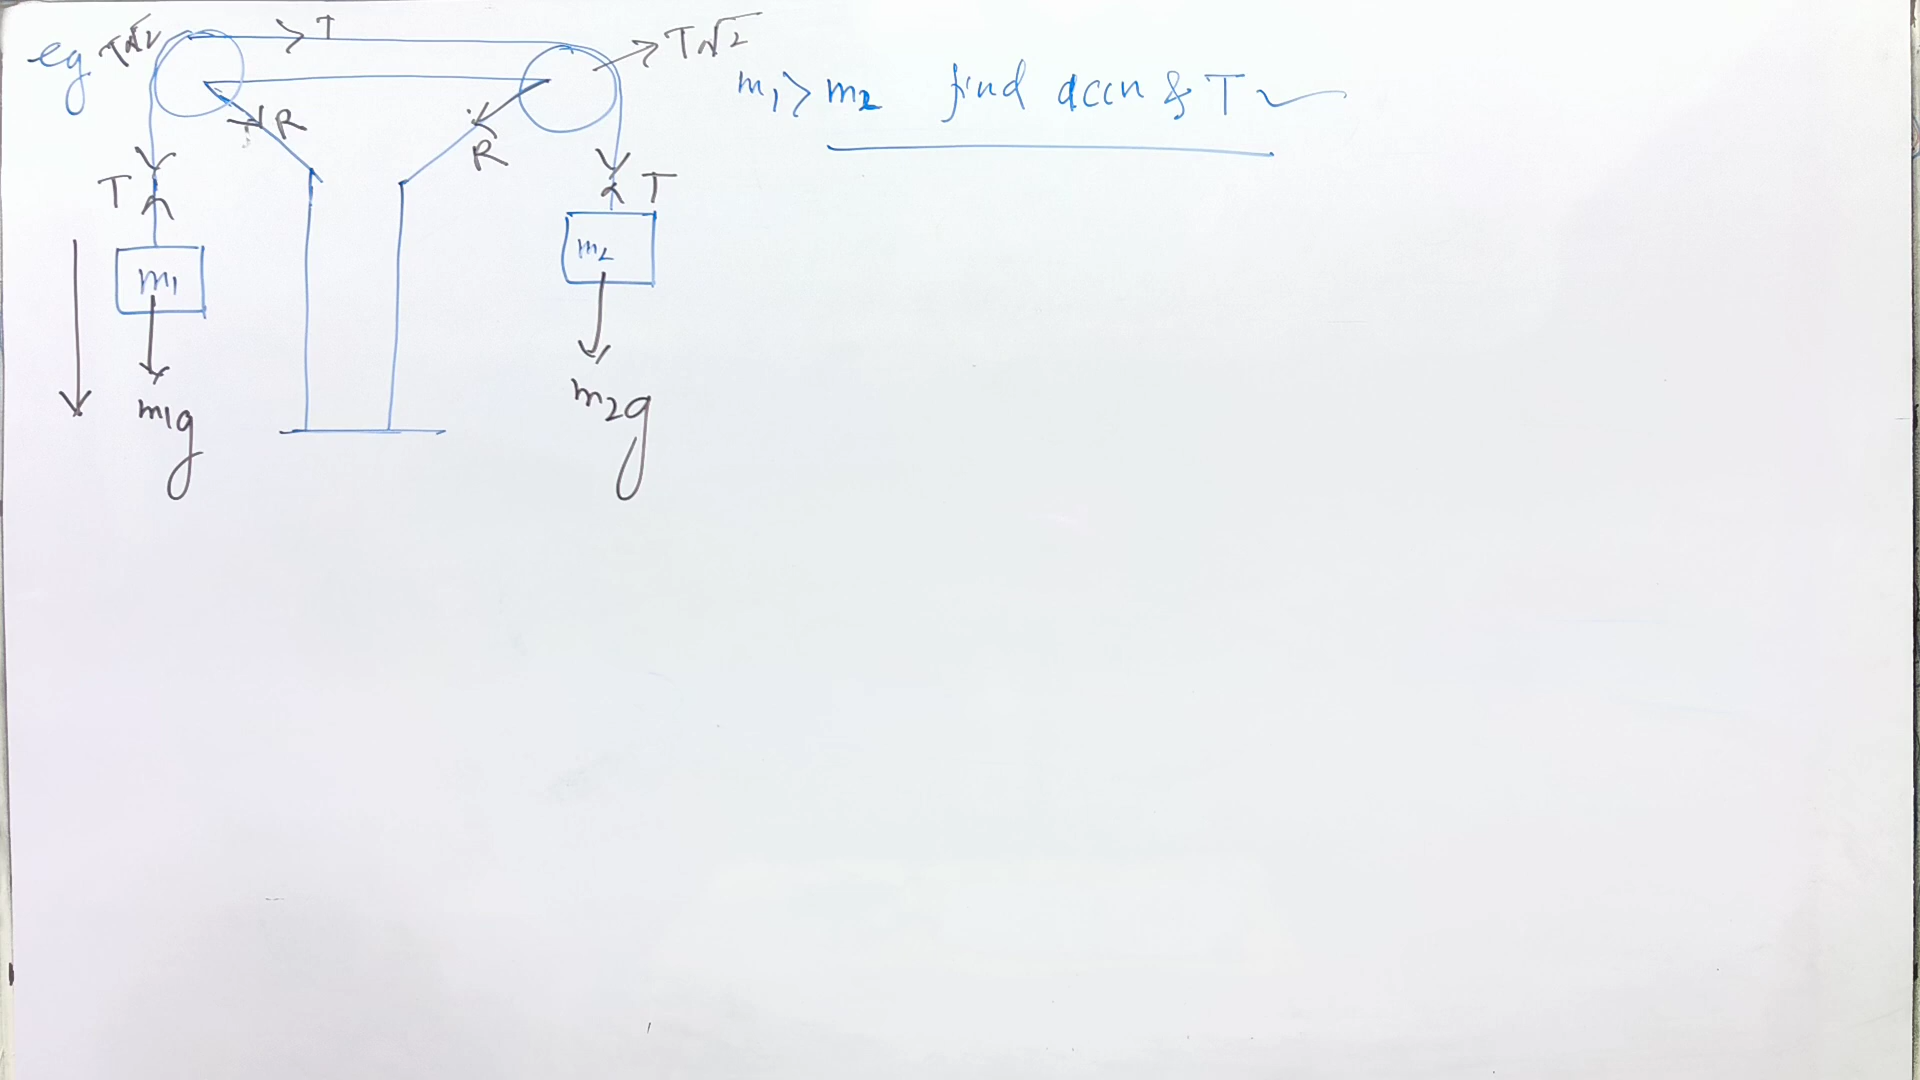 eg T√2 T T√2
m1 > m2 find accn & T
R R
T T
m1 m2
m1g m2g